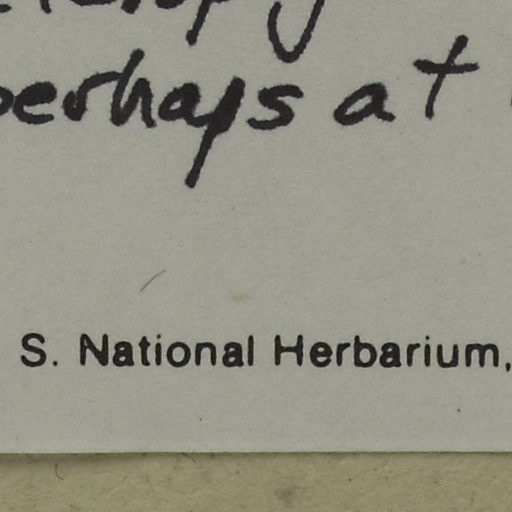 perhaps at
S. National Herbarium,